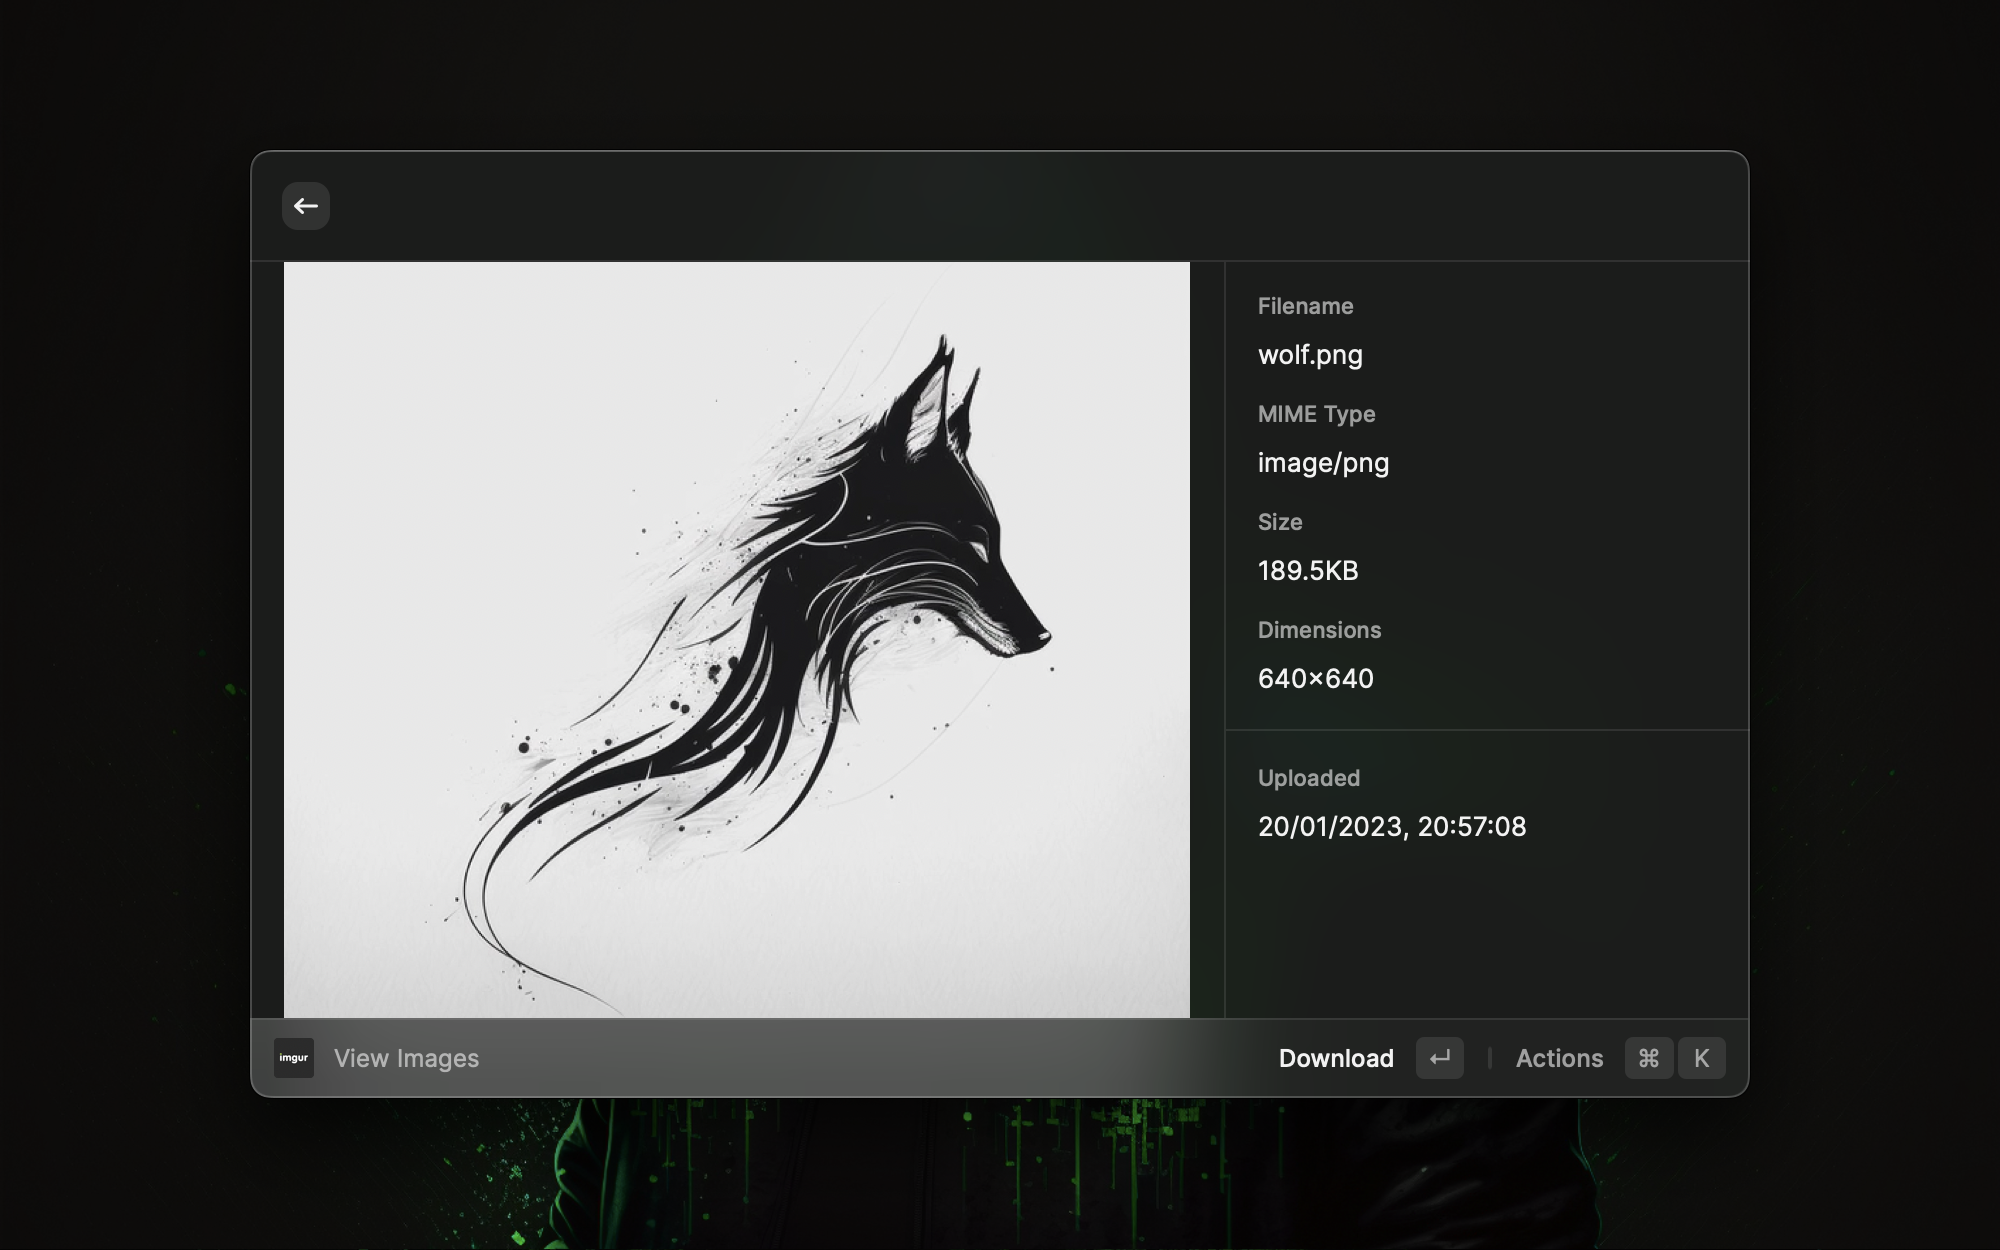 Filename
wolf.png
MIME Type
image/png
Size
189.5KB
Dimensions
640×640
Uploaded
20/01/2023, 20:57:08
imgur View Images
Download ↵ | Actions ⌘ K